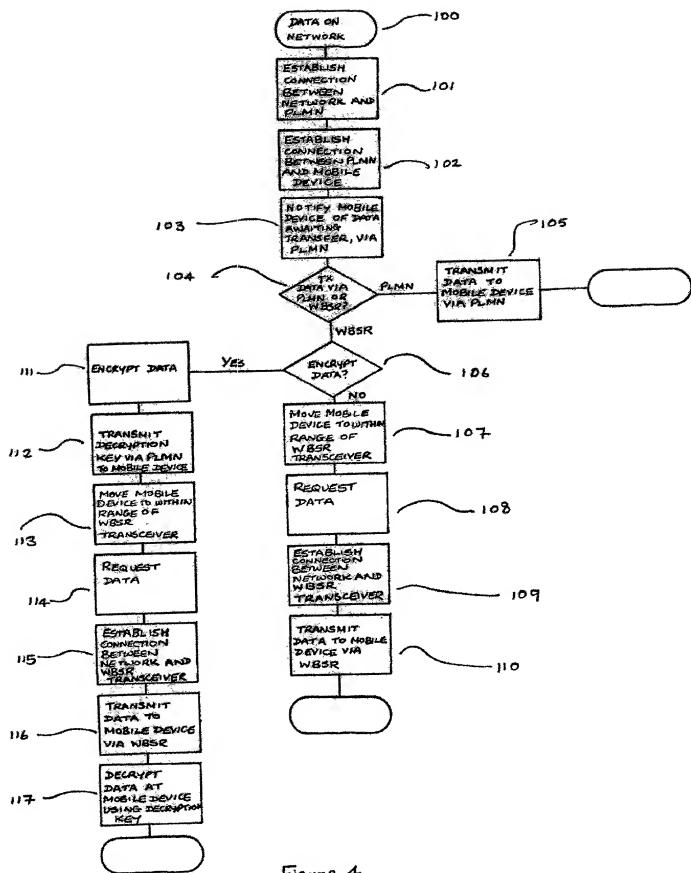 DATA ON
NETWORK
100
ESTABLISH
CONNECTION
BETWEEN
NETWORK AND
PLMN
101
ESTABLISH
CONNECTION
BETWEEN PLMN
AND MOBILE
DEVICE
102
103
NOTIFY MOBILE
DEVICE OF DATA
AWAITING
TRANSFER, VIA
PLMN
104
TX
DATA VIA
PLMN OR
WBSR?
PLMN
105
TRANSMIT
DATA TO
MOBILE DEVICE
VIA PLMN
WBSR
ENCRYPT
DATA?
106
YES
NO
111
ENCRYPT DATA
112
TRANSMIT
DECRYPTION
KEY VIA PLMN
TO MOBILE DEVICE
113
MOVE MOBILE
DEVICE TO WITHIN
RANGE OF
WBSR
TRANSCEIVER
114
REQUEST
DATA
115
ESTABLISH
CONNECTION
BETWEEN
NETWORK AND
WBSR
TRANSCEIVER
116
TRANSMIT
DATA TO
MOBILE DEVICE
VIA WBSR
117
DECRYPT
DATA AT
MOBILE DEVICE
USING DECRYPTION
KEY
MOVE MOBILE
DEVICE TO WITHIN
RANGE OF
WBSR
TRANSCEIVER
107
REQUEST
DATA
108
ESTABLISH
CONNECTION
BETWEEN
NETWORK AND
WBSR
TRANSCEIVER
109
TRANSMIT
DATA TO MOBILE
DEVICE VIA
WBSR
110
Figure 4